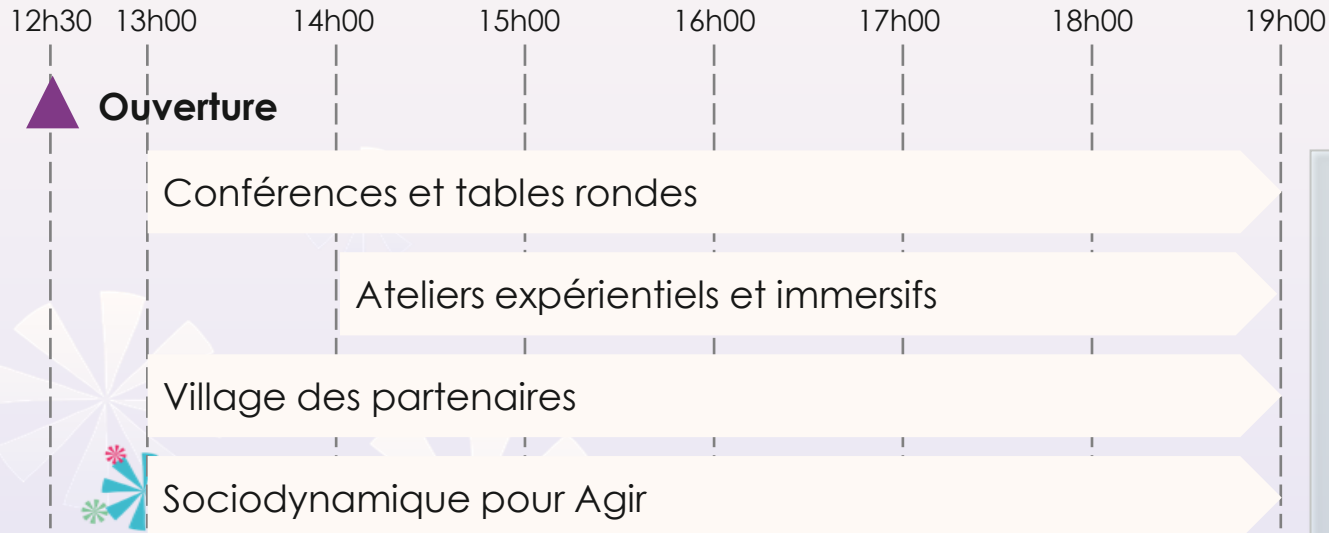 12h30 13h00 14h00 15h00 16h00 17h00 18h00 19h00
Ouverture
Conférences et tables rondes
Ateliers expérientiels et immersifs
Village des partenaires
Sociodynamique pour Agir